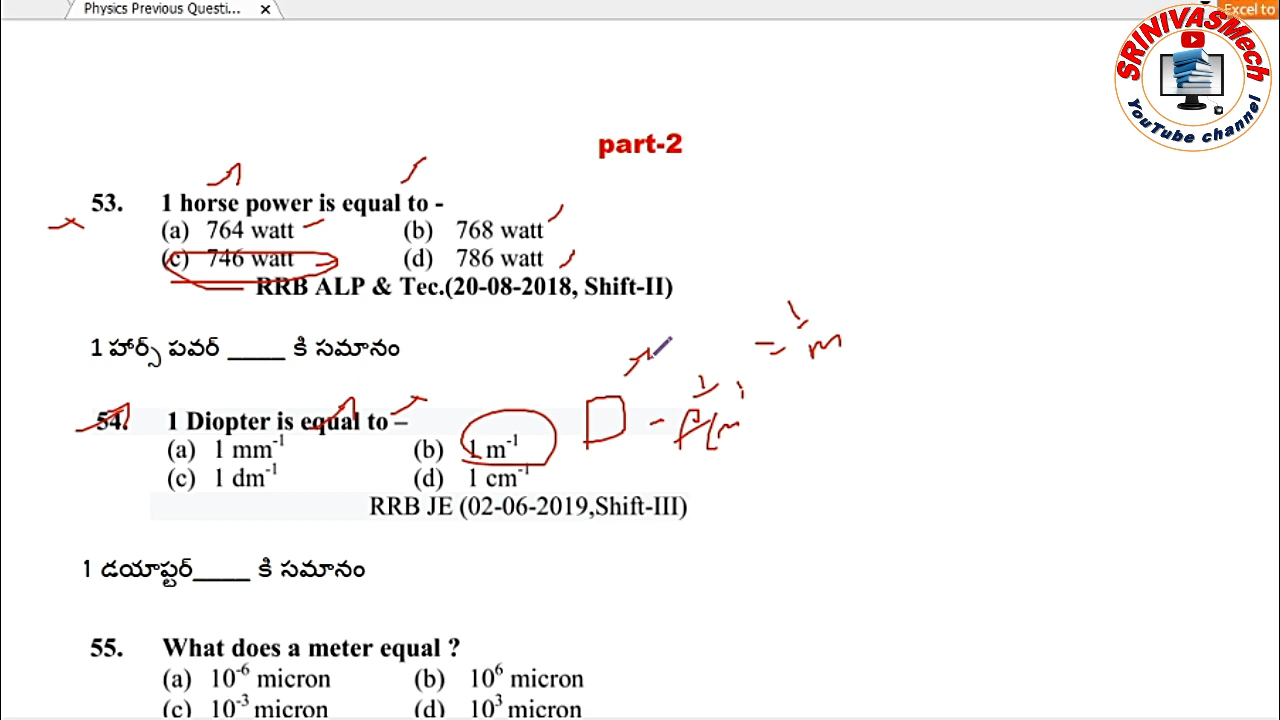 Physics Previous Questi... ×
Excel to
SRINIVASMech
YouTube channel
part-2
53. 1 horse power is equal to -
(a) 764 watt (b) 768 watt
(c) 746 watt (d) 786 watt
RRB ALP & Tec.(20-08-2018, Shift-II)
1 హార్స్ పవర్ ____ కి సమానం
54. 1 Diopter is equal to –
(a) 1 mm⁻¹ (b) 1 m⁻¹
(c) 1 dm⁻¹ (d) 1 cm⁻¹
RRB JE (02-06-2019,Shift-III)
1 డయాప్టర్____ కి సమానం
55. What does a meter equal ?
(a) 10⁻⁶ micron (b) 10⁶ micron
(c) 10⁻³ micron (d) 10³ micron